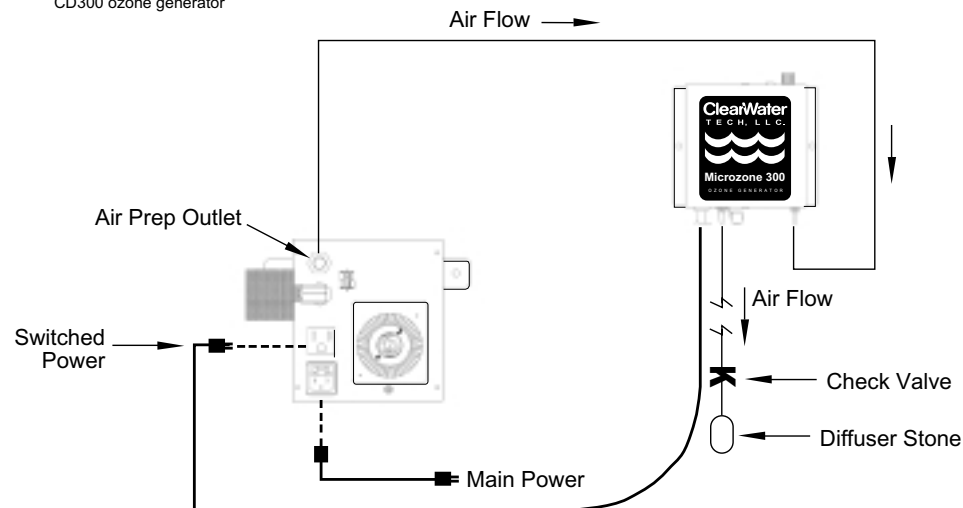 CD300 ozone generator
Air Flow
ClearWater
TECH, LLC.
Microzone 300
OZONE GENERATOR
Air Prep Outlet
Air Flow
Switched
Power
Check Valve
Diffuser Stone
Main Power